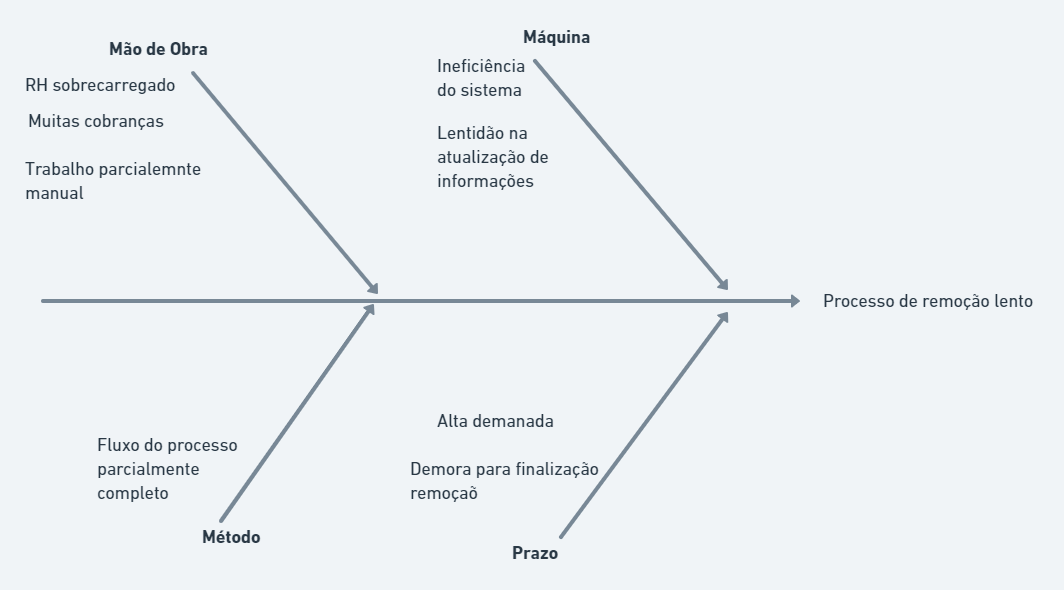 Mão de Obra
RH sobrecarregado
Muitas cobranças
Trabalho parcialemnte
manual
Máquina
Ineficiência
do sistema
Lentidão na
atualização de
informações
Processo de remoção lento
Fluxo do processo
parcialmente
completo
Método
Alta demanada
Demora para finalização
remoçaõ
Prazo